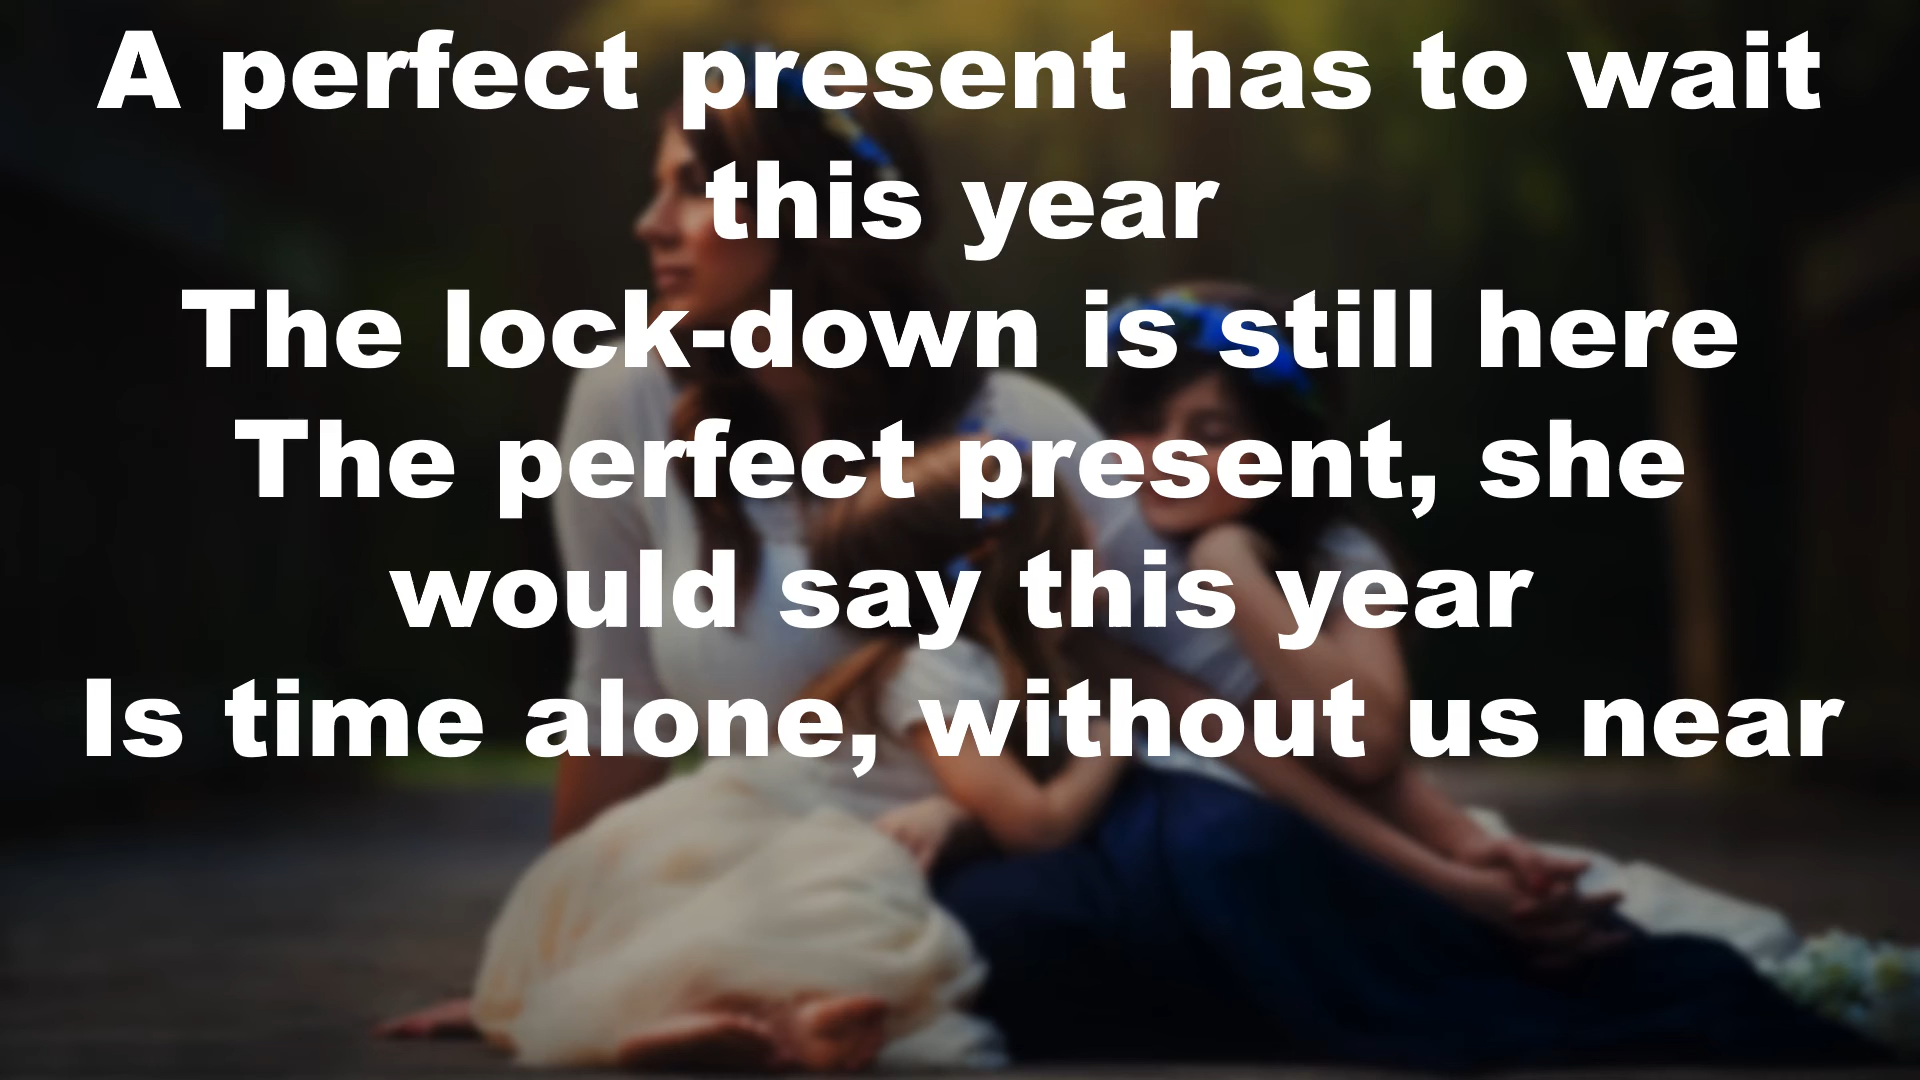 A perfect present has to wait
this year
The lock-down is still here
The perfect present, she
would say this year
Is time alone, without us near